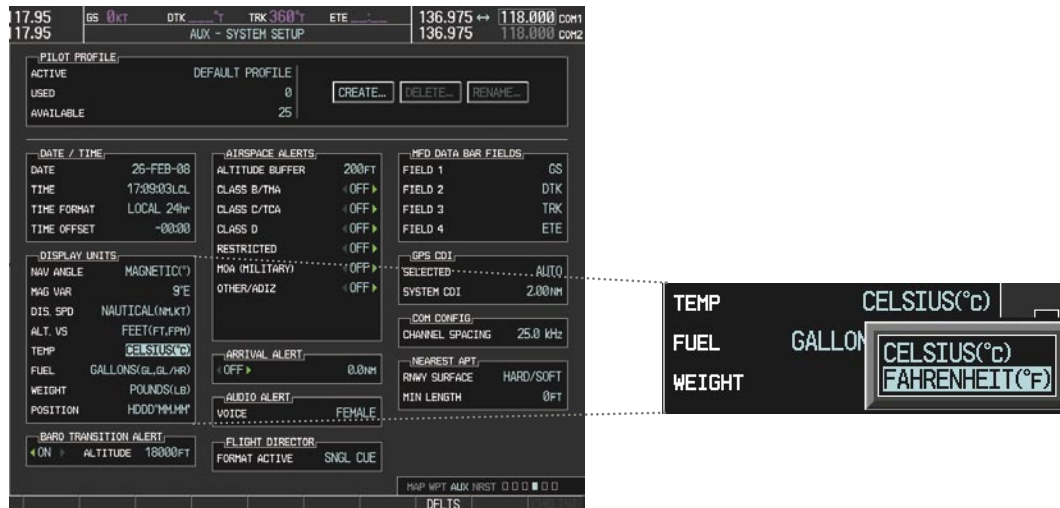 17.95 GS 0KT DTK ___°T TRK 360°T ETE __:__ 136.975 ↔ 118.000 COM1
17.95 AUX - SYSTEM SETUP 136.975 118.000 COM2
PILOT PROFILE
ACTIVE DEFAULT PROFILE
USED 0
AVAILABLE 25
CREATE... DELETE... RENAME...
DATE / TIME
DATE 26-FEB-08
TIME 17:09:03LCL
TIME FORMAT LOCAL 24hr
TIME OFFSET -00:00
DISPLAY UNITS
NAV ANGLE MAGNETIC(°)
MAG VAR 9°E
DIS, SPD NAUTICAL(NM,KT)
ALT, VS FEET(FT,FPM)
TEMP CELSIUS(°C)
FUEL GALLONS(GL,GL/HR)
WEIGHT POUNDS(LB)
POSITION HDDD°MM.MM'
BARO TRANSITION ALERT
ON ALTITUDE 18000FT
AIRSPACE ALERTS
ALTITUDE BUFFER 200FT
CLASS B/TMA OFF
CLASS C/TCA OFF
CLASS D OFF
RESTRICTED OFF
MOA (MILITARY) OFF
OTHER/ADIZ OFF
ARRIVAL ALERT
OFF 0.0NM
AUDIO ALERT
VOICE FEMALE
FLIGHT DIRECTOR
FORMAT ACTIVE SNGL CUE
MFD DATA BAR FIELDS
FIELD 1 GS
FIELD 2 DTK
FIELD 3 TRK
FIELD 4 ETE
GPS CDI
SELECTED AUTO
SYSTEM CDI 2.00NM
COM CONFIG
CHANNEL SPACING 25.0 kHz
NEAREST APT
RNWY SURFACE HARD/SOFT
MIN LENGTH 0FT
MAP WPT AUX NRST
DFLTS
TEMP CELSIUS(°C)
FUEL GALLON
WEIGHT
CELSIUS(°C)
FAHRENHEIT(°F)